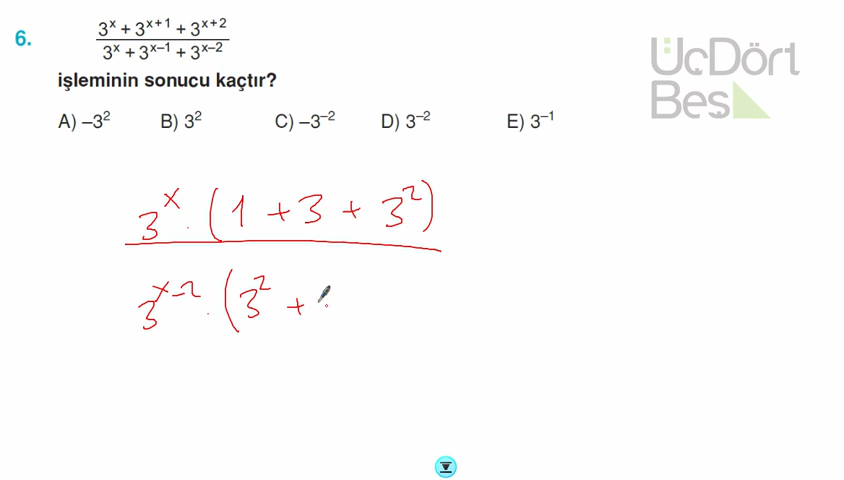 6. 3ˣ + 3ˣ⁺¹ + 3ˣ⁺²
3ˣ + 3ˣ⁻¹ + 3ˣ⁻²
işleminin sonucu kaçtır?
A) –3² B) 3² C) –3⁻² D) 3⁻² E) 3⁻¹
ÜçDört
Beş
3ˣ . (1 + 3 + 3²)
3ˣ⁻² . (3² +